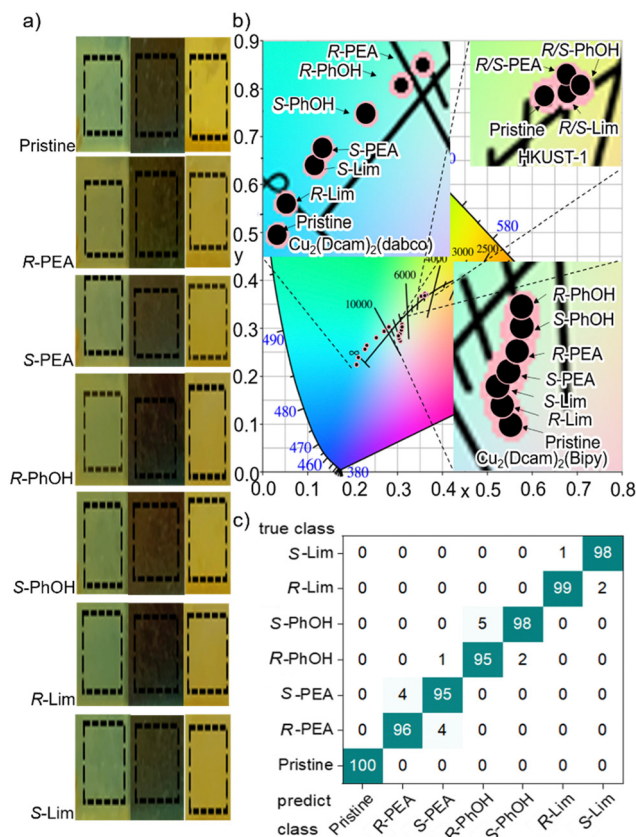 a)
Pristine
R-PEA
S-PEA
R-PhOH
S-PhOH
R-Lim
S-Lim
b)
0.9
0.8
0.7
0.6
0.5
y
0.4
0.3
0.2
0.1
0.0
0.0 0.1 0.2 0.3 0.4 x 0.5 0.6 0.7 0.8
R-PEA
R-PhOH
S-PhOH
S-PEA
S-Lim
R-Lim
Pristine
Cu2(Dcam)2(dabco)
R/S-PhOH
R/S-PEA
Pristine
R/S-Lim
HKUST-1
0
580
2500
3000
4000
6000
10000
∞
490
480
470
460
380
R-PhOH
S-PhOH
R-PEA
S-PEA
S-Lim
R-Lim
Pristine
Cu2(Dcam)2(Bipy)
c)
true class
S-Lim 0 0 0 0 0 1 98
R-Lim 0 0 0 0 0 99 2
S-PhOH 0 0 0 5 98 0 0
R-PhOH 0 0 1 95 2 0 0
S-PEA 0 4 95 0 0 0 0
R-PEA 0 96 4 0 0 0 0
Pristine 100 0 0 0 0 0 0
predict
class
Pristine R-PEA S-PEA R-PhOH S-PhOH R-Lim S-Lim